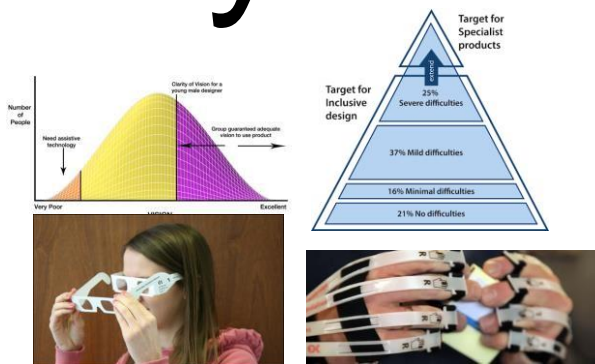 y
Number
of
People
Clarity of Vision for a
young male designer
Need assistive
technology
Group guaranteed adequate
vision to use product
Very Poor
Excellent
VISION
Target for
Specialist
products
extend
Target for
Inclusive
design
25%
Severe difficulties
37% Mild difficulties
16% Minimal difficulties
21% No difficulties
R
R
R
R